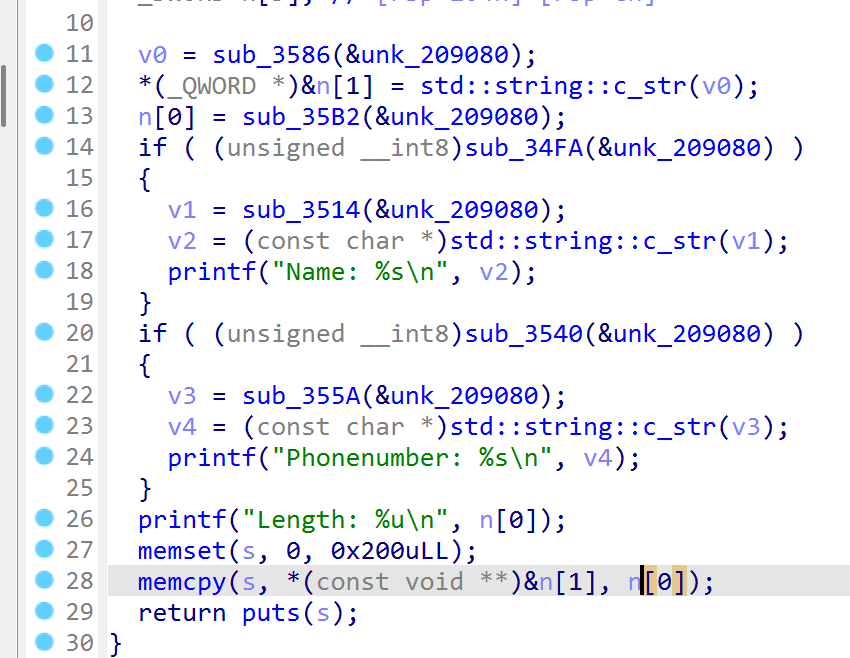 10
11 v0 = sub_3586(&unk_209080);
12 *(_QWORD *)&n[1] = std::string::c_str(v0);
13 n[0] = sub_35B2(&unk_209080);
14 if ( (unsigned __int8)sub_34FA(&unk_209080) )
15 {
16 v1 = sub_3514(&unk_209080);
17 v2 = (const char *)std::string::c_str(v1);
18 printf("Name: %s\n", v2);
19 }
20 if ( (unsigned __int8)sub_3540(&unk_209080) )
21 {
22 v3 = sub_355A(&unk_209080);
23 v4 = (const char *)std::string::c_str(v3);
24 printf("Phonenumber: %s\n", v4);
25 }
26 printf("Length: %u\n", n[0]);
27 memset(s, 0, 0x200uLL);
28 memcpy(s, *(const void **)&n[1], n[0]);
29 return puts(s);
30 }